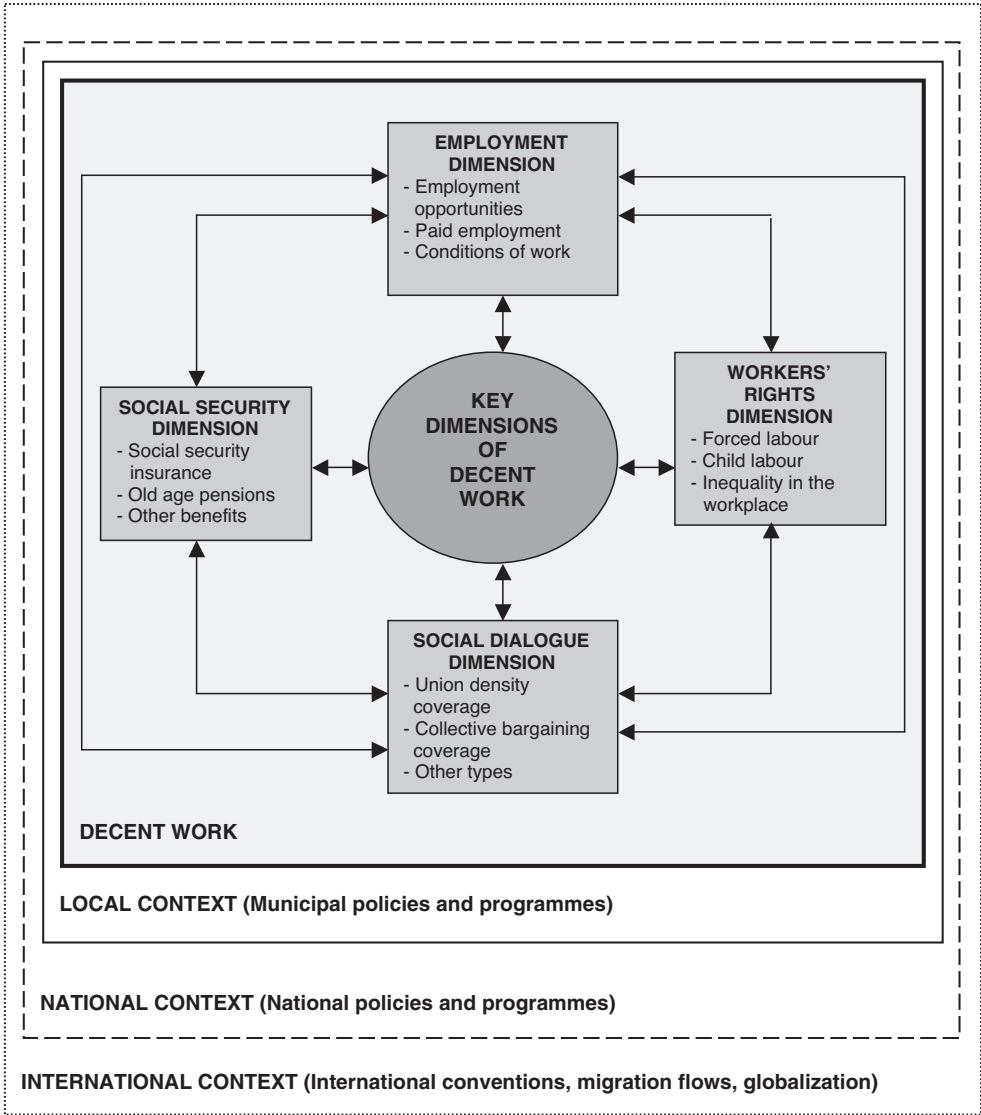 EMPLOYMENT
DIMENSION
- Employment
opportunities
- Paid employment
- Conditions of work
SOCIAL SECURITY
DIMENSION
- Social security
insurance
- Old age pensions
- Other benefits
KEY
DIMENSIONS
OF
DECENT
WORK
WORKERS'
RIGHTS
DIMENSION
- Forced labour
- Child labour
- Inequality in the
workplace
SOCIAL DIALOGUE
DIMENSION
- Union density
coverage
- Collective bargaining
coverage
- Other types
DECENT WORK
LOCAL CONTEXT (Municipal policies and programmes)
NATIONAL CONTEXT (National policies and programmes)
INTERNATIONAL CONTEXT (International conventions, migration flows, globalization)